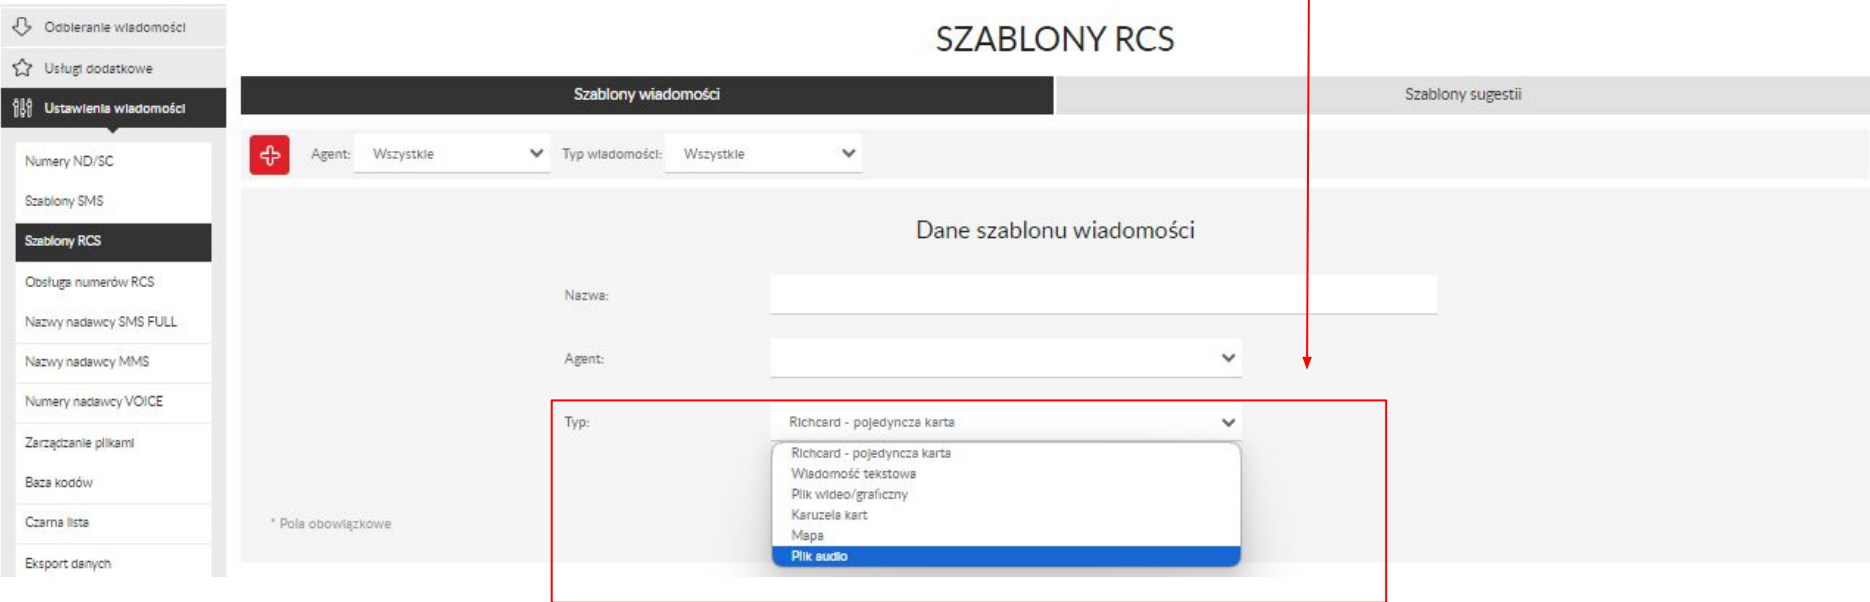 Odbieranie wiadomości
Usługi dodatkowe
Ustawienia wiadomości
Numery ND/SC
Szablony SMS
Szablony RCS
Obsługa numerów RCS
Nazwy nadawcy SMS FULL
Nazwy nadawcy MMS
Numery nadawcy VOICE
Zarządzanie plikami
Baza kodów
Czarna lista
Eksport danych
SZABLONY RCS
Szablony wiadomości
Szablony sugestii
Agent: Wszystkie Typ wiadomości: Wszystkie
Dane szablonu wiadomości
Nazwa:
Agent:
Typ: Richcard - pojedyncza karta
Richcard - pojedyncza karta
Wiadomość tekstowa
Plik wideo/graficzny
Karuzela kart
Mapa
Plik audio
* Pola obowiązkowe